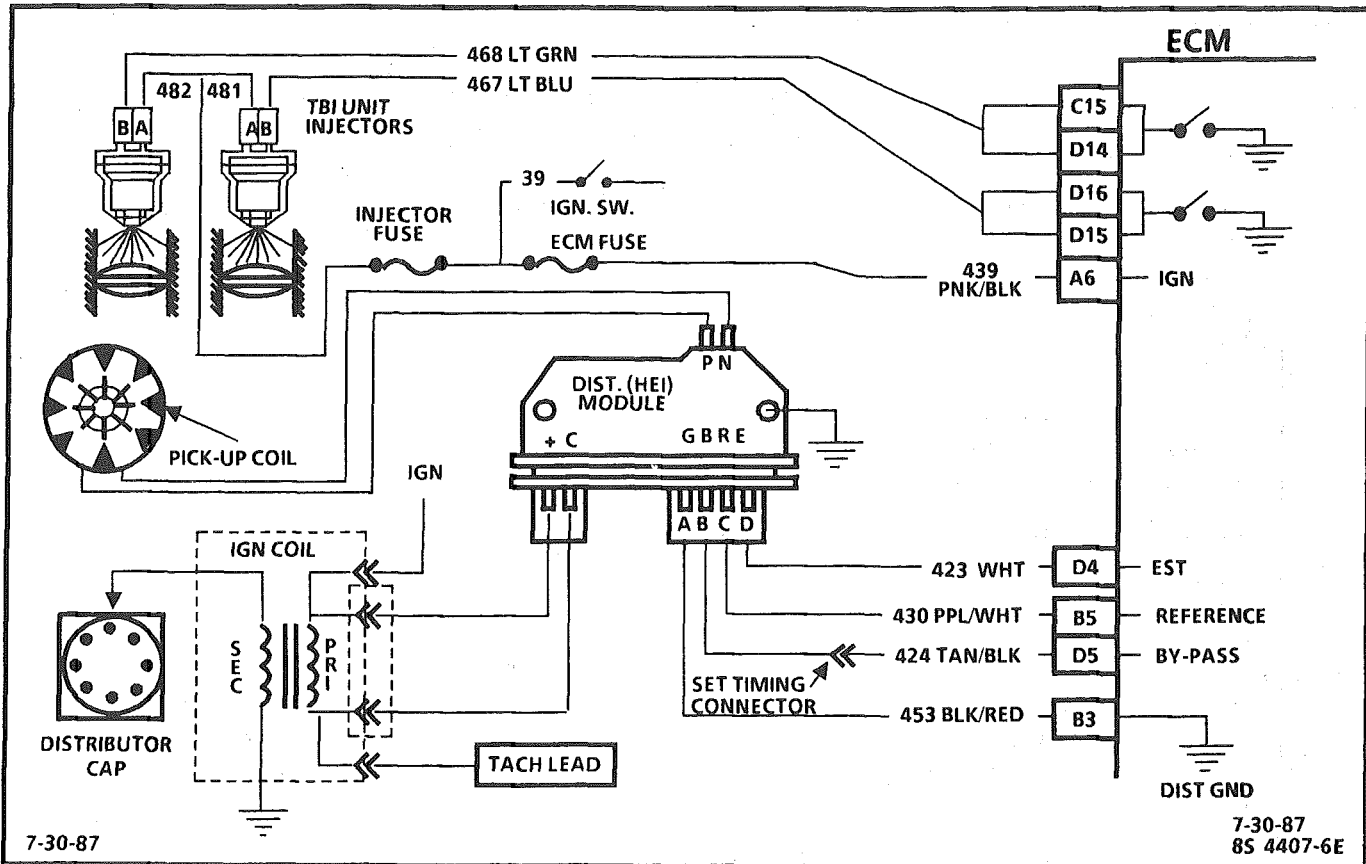 ECM
468 LT GRN
467 LT BLU
482 481
TBI UNIT
INJECTORS
B A
A B
C15
D14
D16
D15
39
IGN. SW.
INJECTOR
FUSE
ECM FUSE
439
PNK/BLK
A6
IGN
P N
DIST. (HEI)
MODULE
+ C
G B R E
PICK-UP COIL
IGN
A B C D
IGN COIL
423 WHT
D4
EST
430 PPL/WHT
B5
REFERENCE
424 TAN/BLK
D5
BY-PASS
SEC
PRI
SET TIMING
CONNECTOR
453 BLK/RED
B3
DISTRIBUTOR
CAP
TACH LEAD
DIST GND
7-30-87
7-30-87
8S 4407-6E